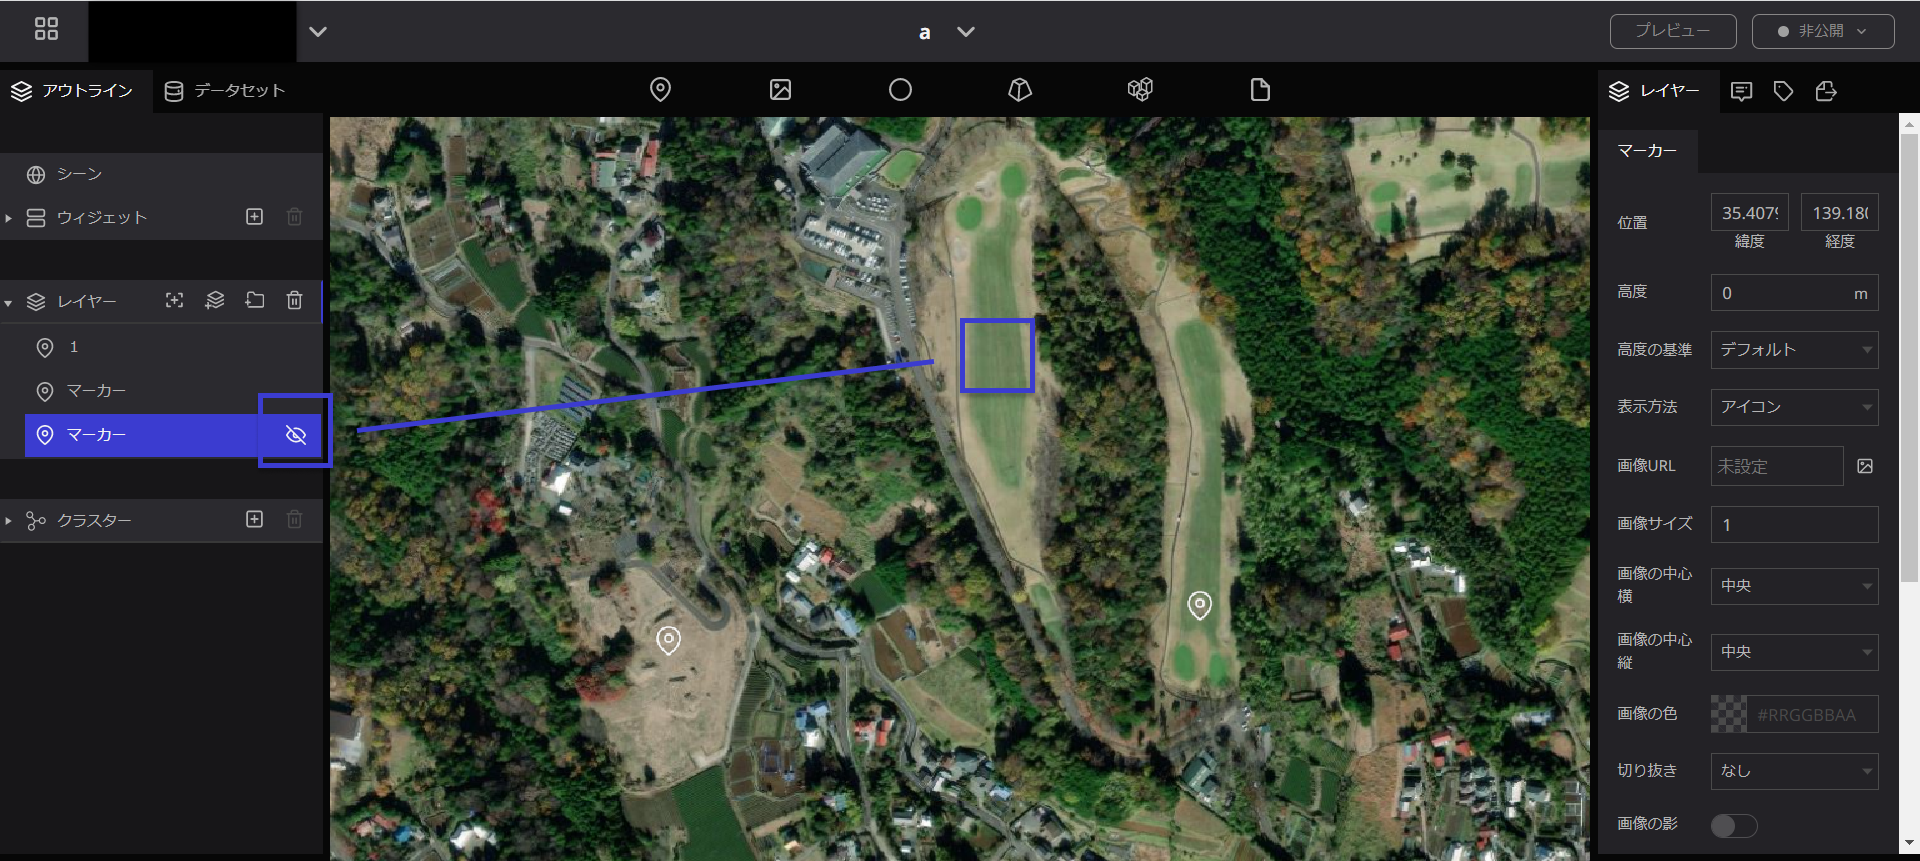 a
プレビュー
非公開
アウトライン
データセット
レイヤー
シーン
ウィジェット
レイヤー
1
マーカー
マーカー
クラスター
マーカー
位置
35.407
139.18
緯度
経度
高度
0
m
高度の基準
デフォルト
表示方法
アイコン
画像URL
未設定
画像サイズ
1
画像の中心
横
中央
画像の中心
縦
中央
画像の色
#RRGGBBAA
切り抜き
なし
画像の影